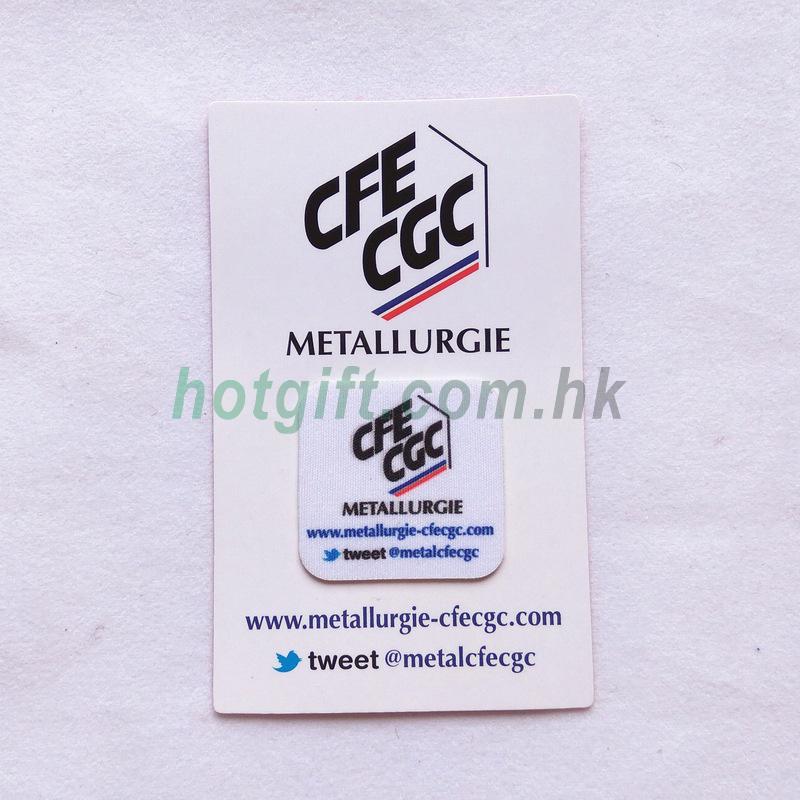 CFE
CGC
METALLURGIE
hotgift.com.hk
CFE
CGC
METALLURGIE
www.metallurgie-cfecgc.com
tweet @metalcfecgc
www.metallurgie-cfecgc.com
tweet @metalcfecgc